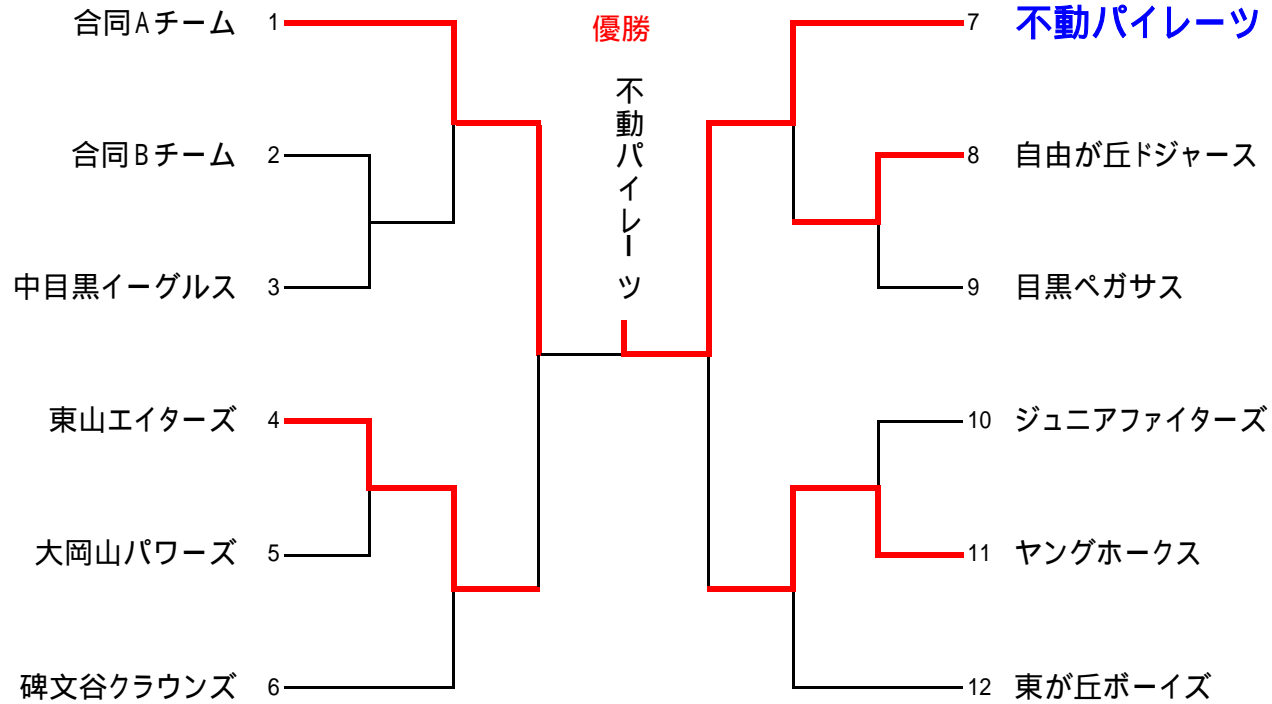 優勝
不動パイレーツ
合同Aチーム 1
合同Bチーム 2
中目黒イーグルス 3
東山エイターズ 4
大岡山パワーズ 5
碑文谷クラウンズ 6
7 不動パイレーツ
8 自由が丘ドジャース
9 目黒ペガサス
10 ジュニアファイターズ
11 ヤングホークス
12 東が丘ボーイズ